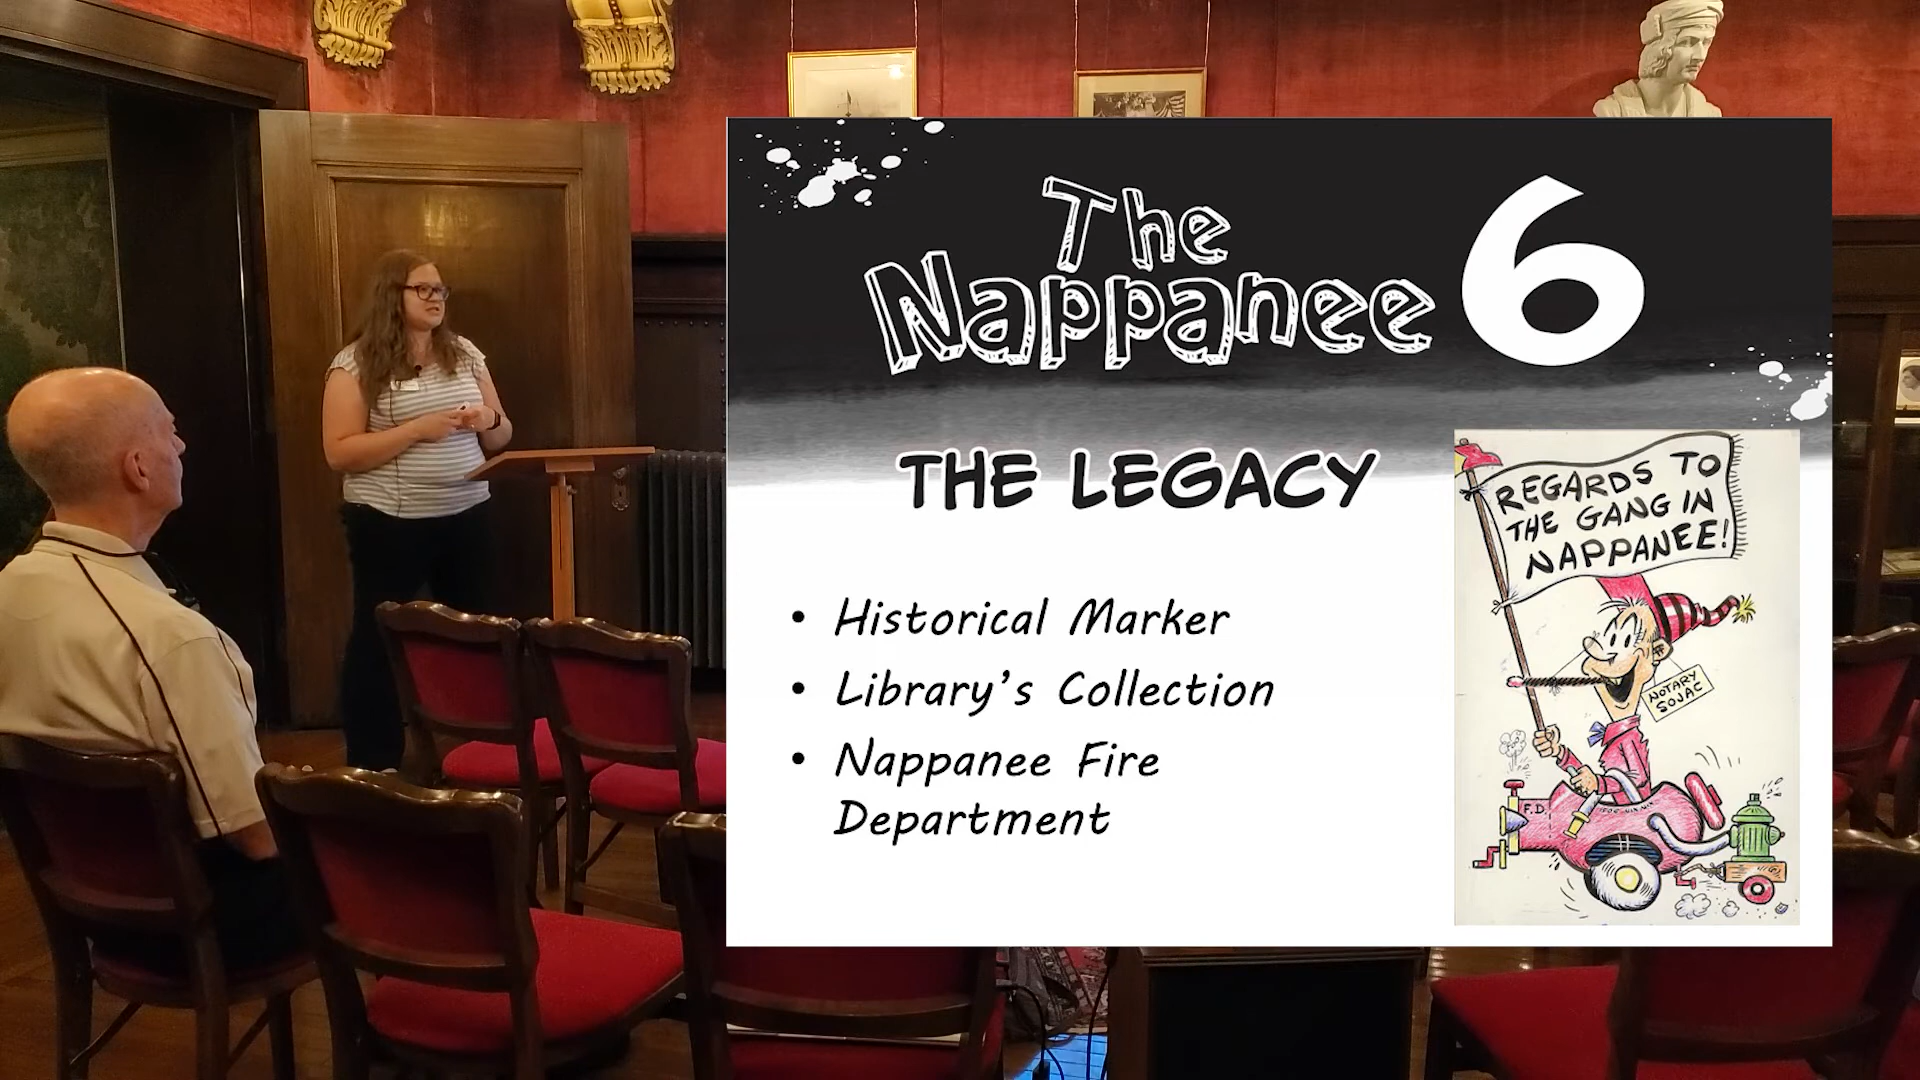 The
Nappanee 6
THE LEGACY
• Historical Marker
• Library's Collection
• Nappanee Fire
Department
REGARDS TO
THE GANG IN
NAPPANEE!
NOTARY
SOJAC
F.D.